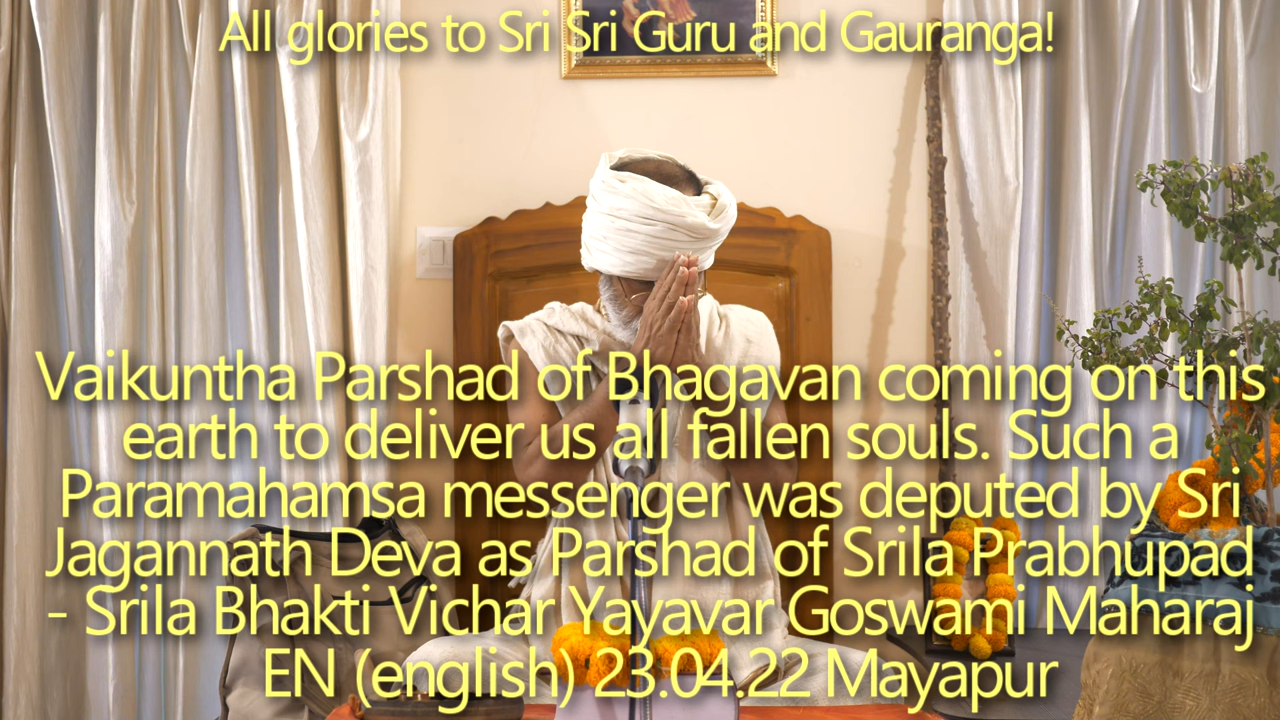 All glories to Sri Sri Guru and Gauranga!
Vaikuntha Parshad of Bhagavan coming on this
earth to deliver us all fallen souls. Such a
Paramahamsa messenger was deputed by Sri
Jagannath Deva as Parshad of Srila Prabhupad
- Srila Bhakti Vichar Yayavar Goswami Maharaj
EN (english) 23.04.22 Mayapur